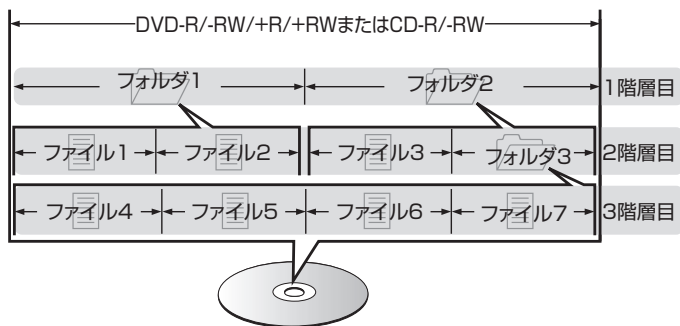 DVD-R/-RW/+R/+RWまたはCD-R/-RW
フォルダ1 フォルダ2 1階層目
ファイル1 ファイル2 ファイル3 フォルダ3 2階層目
ファイル4 ファイル5 ファイル6 ファイル7 3階層目